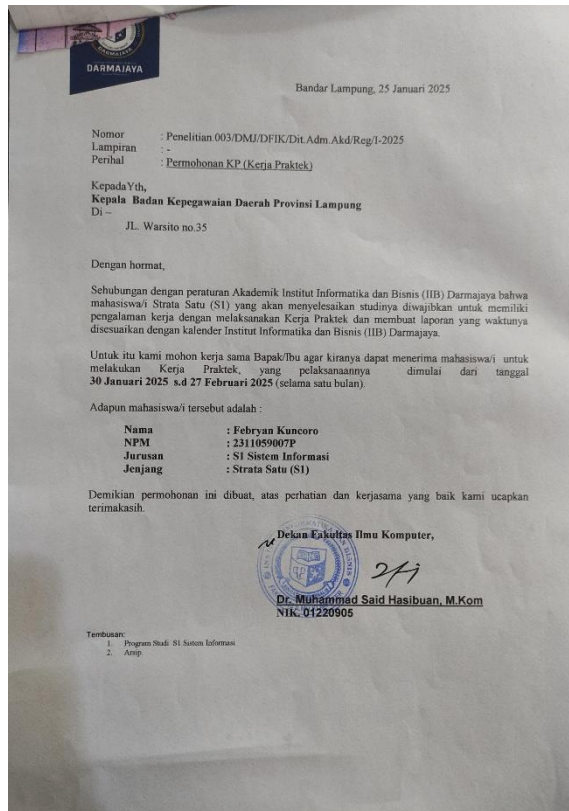 DARMAJAYA
DARMAJAYA
Bandar Lampung, 25 Januari 2025
Nomor : Penelitian.003/DMJ/DFIK/Dit.Adm.Akd/Reg/I-2025
Lampiran : -
Perihal : Permohonan KP (Kerja Praktek)
KepadaYth,
Kepala Badan Kepegawaian Daerah Provinsi Lampung
Di –
JL. Warsito no.35
Dengan hormat,
Sehubungan dengan peraturan Akademik Institut Informatika dan Bisnis (IIB) Darmajaya bahwa
mahasiswa/i Strata Satu (S1) yang akan menyelesaikan studinya diwajibkan untuk memiliki
pengalaman kerja dengan melaksanakan Kerja Praktek dan membuat laporan yang waktunya
disesuaikan dengan kalender Institut Informatika dan Bisnis (IIB) Darmajaya.
Untuk itu kami mohon kerja sama Bapak/Ibu agar kiranya dapat menerima mahasiswa/i untuk
melakukan Kerja Praktek, yang pelaksanaannya dimulai dari tanggal
30 Januari 2025 s.d 27 Februari 2025 (selama satu bulan).
Adapun mahasiswa/i tersebut adalah :
Nama : Febryan Kuncoro
NPM : 2311059007P
Jurusan : S1 Sistem Informasi
Jenjang : Strata Satu (S1)
Demikian permohonan ini dibuat, atas perhatian dan kerjasama yang baik kami ucapkan
terimakasih.
Dekan Fakultas Ilmu Komputer,
Dr. Muhammad Said Hasibuan, M.Kom
NIK. 01220905
Tembusan:
1. Program Studi S1 Sistem Informasi
2. Arsip